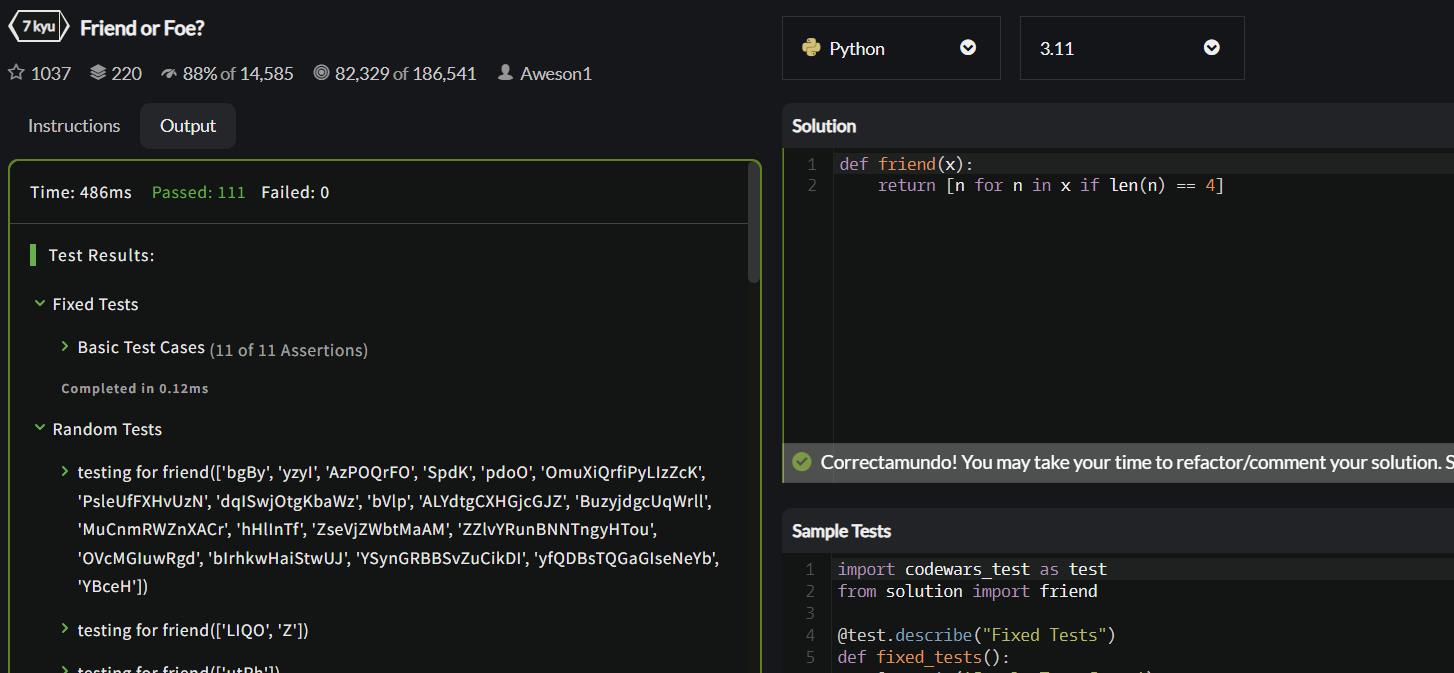 7 kyu Friend or Foe?
1037 220 88% of 14,585 82,329 of 186,541 Aweson1
Instructions Output
Time: 486ms Passed: 111 Failed: 0
Test Results:
Fixed Tests
Basic Test Cases (11 of 11 Assertions)
Completed in 0.12ms
Random Tests
testing for friend(['bgBy', 'yzyI', 'AzPOQrFO', 'SpdK', 'pdoO', 'OmuXiQrfiPyLIzZcK',
'PsleUfFXHvUzN', 'dqISwjOtgKbaWz', 'bVlp', 'ALYdtgCXHGjcGJZ', 'BuzyjdgcUqWrll',
'MuCnmRWZnXACr', 'hHlInTf', 'ZseVjZWbtMaAM', 'ZZlvYRunBNNTngyHTou',
'OVcMGIuwRgd', 'bIrhkwHaiStwUJ', 'YSynGRBBSvZuCikDI', 'yfQDBsTQGaGIseNeYb',
'YBceH'])
testing for friend(['LIQO', 'Z'])
testing for friend(['utPh'])
Python 3.11
Solution
1 def friend(x):
2 return [n for n in x if len(n) == 4]
Correctamundo! You may take your time to refactor/comment your solution. S
Sample Tests
1 import codewars_test as test
2 from solution import friend
3
4 @test.describe("Fixed Tests")
5 def fixed_tests():